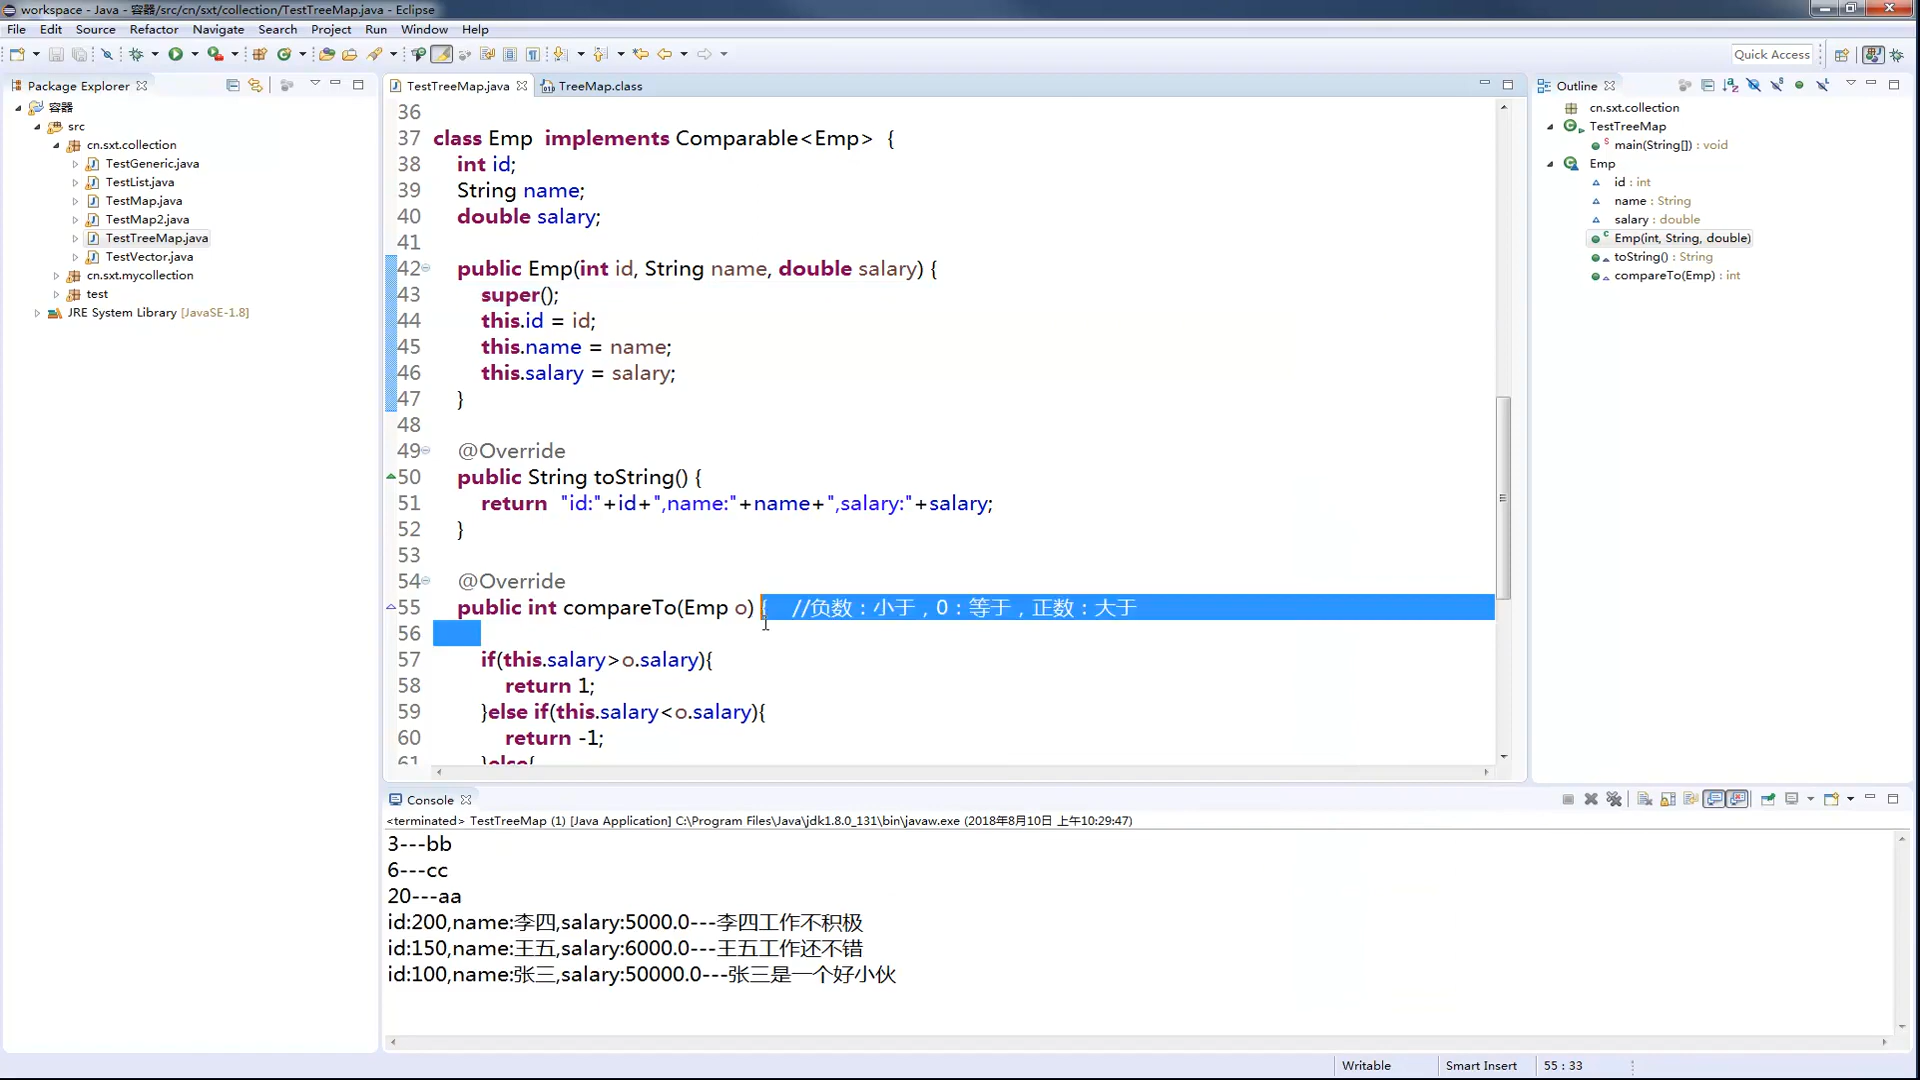 workspace - Java - 容器/src/cn/sxt/collection/TestTreeMap.java - Eclipse
File Edit Source Refactor Navigate Search Project Run Window Help
Quick Access
Package Explorer
容器
src
cn.sxt.collection
TestGeneric.java
TestList.java
TestMap.java
TestMap2.java
TestTreeMap.java
TestVector.java
cn.sxt.mycollection
test
JRE System Library [JavaSE-1.8]
TestTreeMap.java TreeMap.class
36
37 class Emp implements Comparable<Emp> {
38 int id;
39 String name;
40 double salary;
41
42 public Emp(int id, String name, double salary) {
43 super();
44 this.id = id;
45 this.name = name;
46 this.salary = salary;
47 }
48
49 @Override
50 public String toString() {
51 return "id:"+id+",name:"+name+",salary:"+salary;
52 }
53
54 @Override
55 public int compareTo(Emp o) { //负数：小于，0：等于，正数：大于
56
57 if(this.salary>o.salary){
58 return 1;
59 }else if(this.salary<o.salary){
60 return -1;
61 }else{
Outline
cn.sxt.collection
TestTreeMap
main(String[]) : void
Emp
id : int
name : String
salary : double
Emp(int, String, double)
toString() : String
compareTo(Emp) : int
Console
<terminated> TestTreeMap (1) [Java Application] C:\Program Files\Java\jdk1.8.0_131\bin\javaw.exe (2018年8月10日 上午10:29:47)
3---bb
6---cc
20---aa
id:200,name:李四,salary:5000.0---李四工作不积极
id:150,name:王五,salary:6000.0---王五工作还不错
id:100,name:张三,salary:50000.0---张三是一个好小伙
Writable Smart Insert 55 : 33